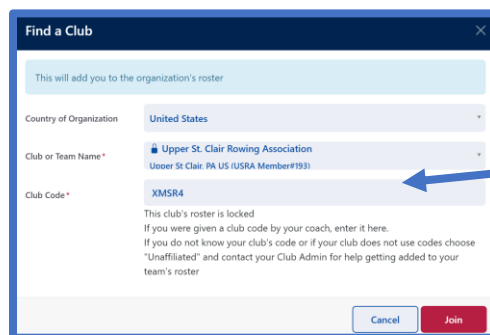 Find a Club
This will add you to the organization's roster
Country of Organization
United States
Club or Team Name*
Upper St. Clair Rowing Association
Upper St Clair, PA US (USRA Member#193)
Club Code*
XMSR4
This club's roster is locked
If you were given a club code by your coach, enter it here.
If you do not know your club's code or if your club does not use codes choose
"Unaffiliated" and contact your Club Admin for help getting added to your
team's roster
Cancel
Join